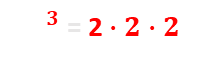 ³ = 2 · 2 · 2